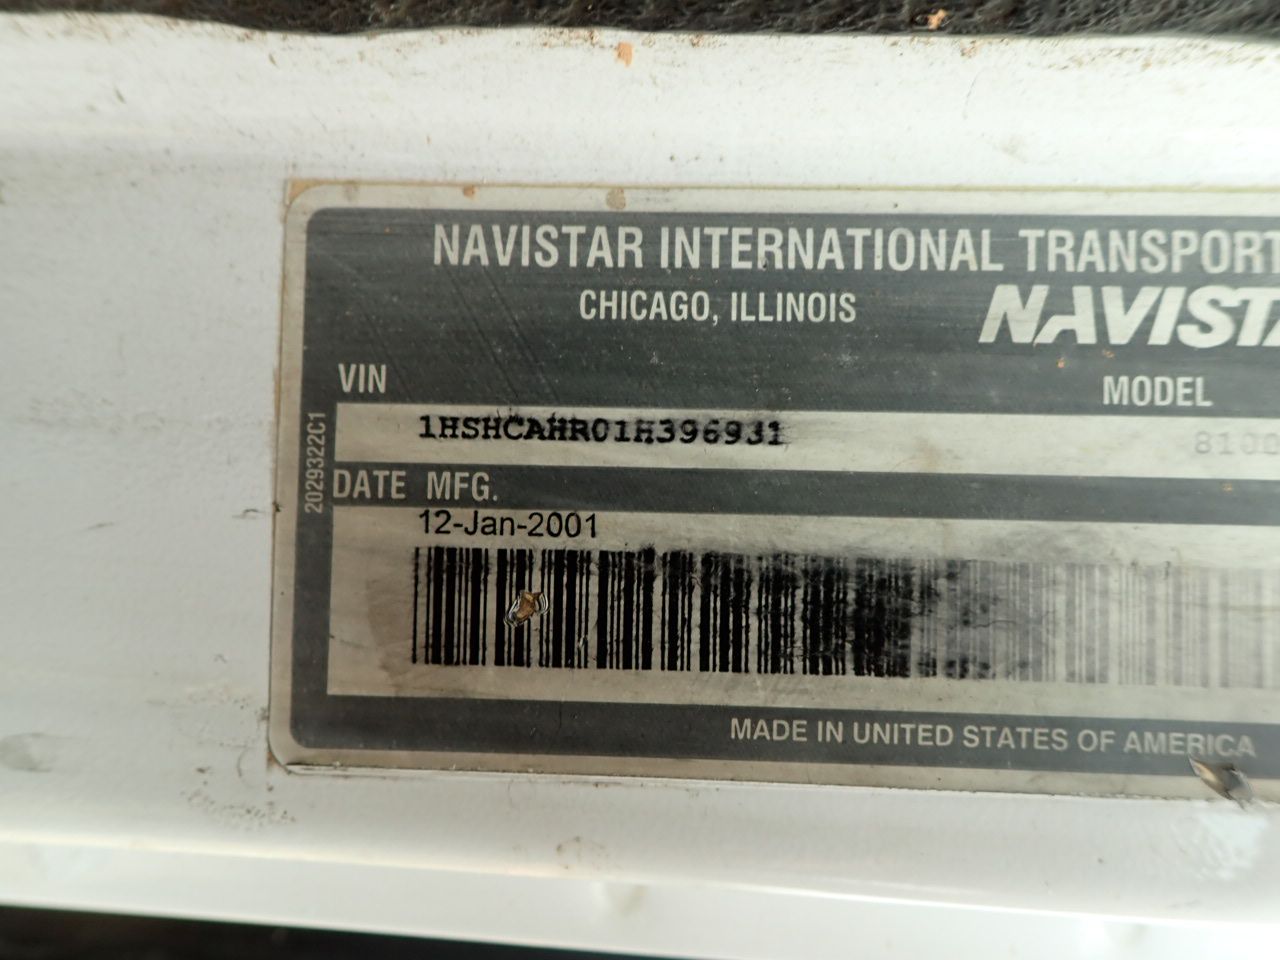 NAVISTAR INTERNATIONAL TRANSPORT
CHICAGO, ILLINOIS
NAVISTA
VIN
MODEL
1HSHCAHR01H396931
8100
2029322C1
DATE MFG.
12-Jan-2001
MADE IN UNITED STATES OF AMERICA